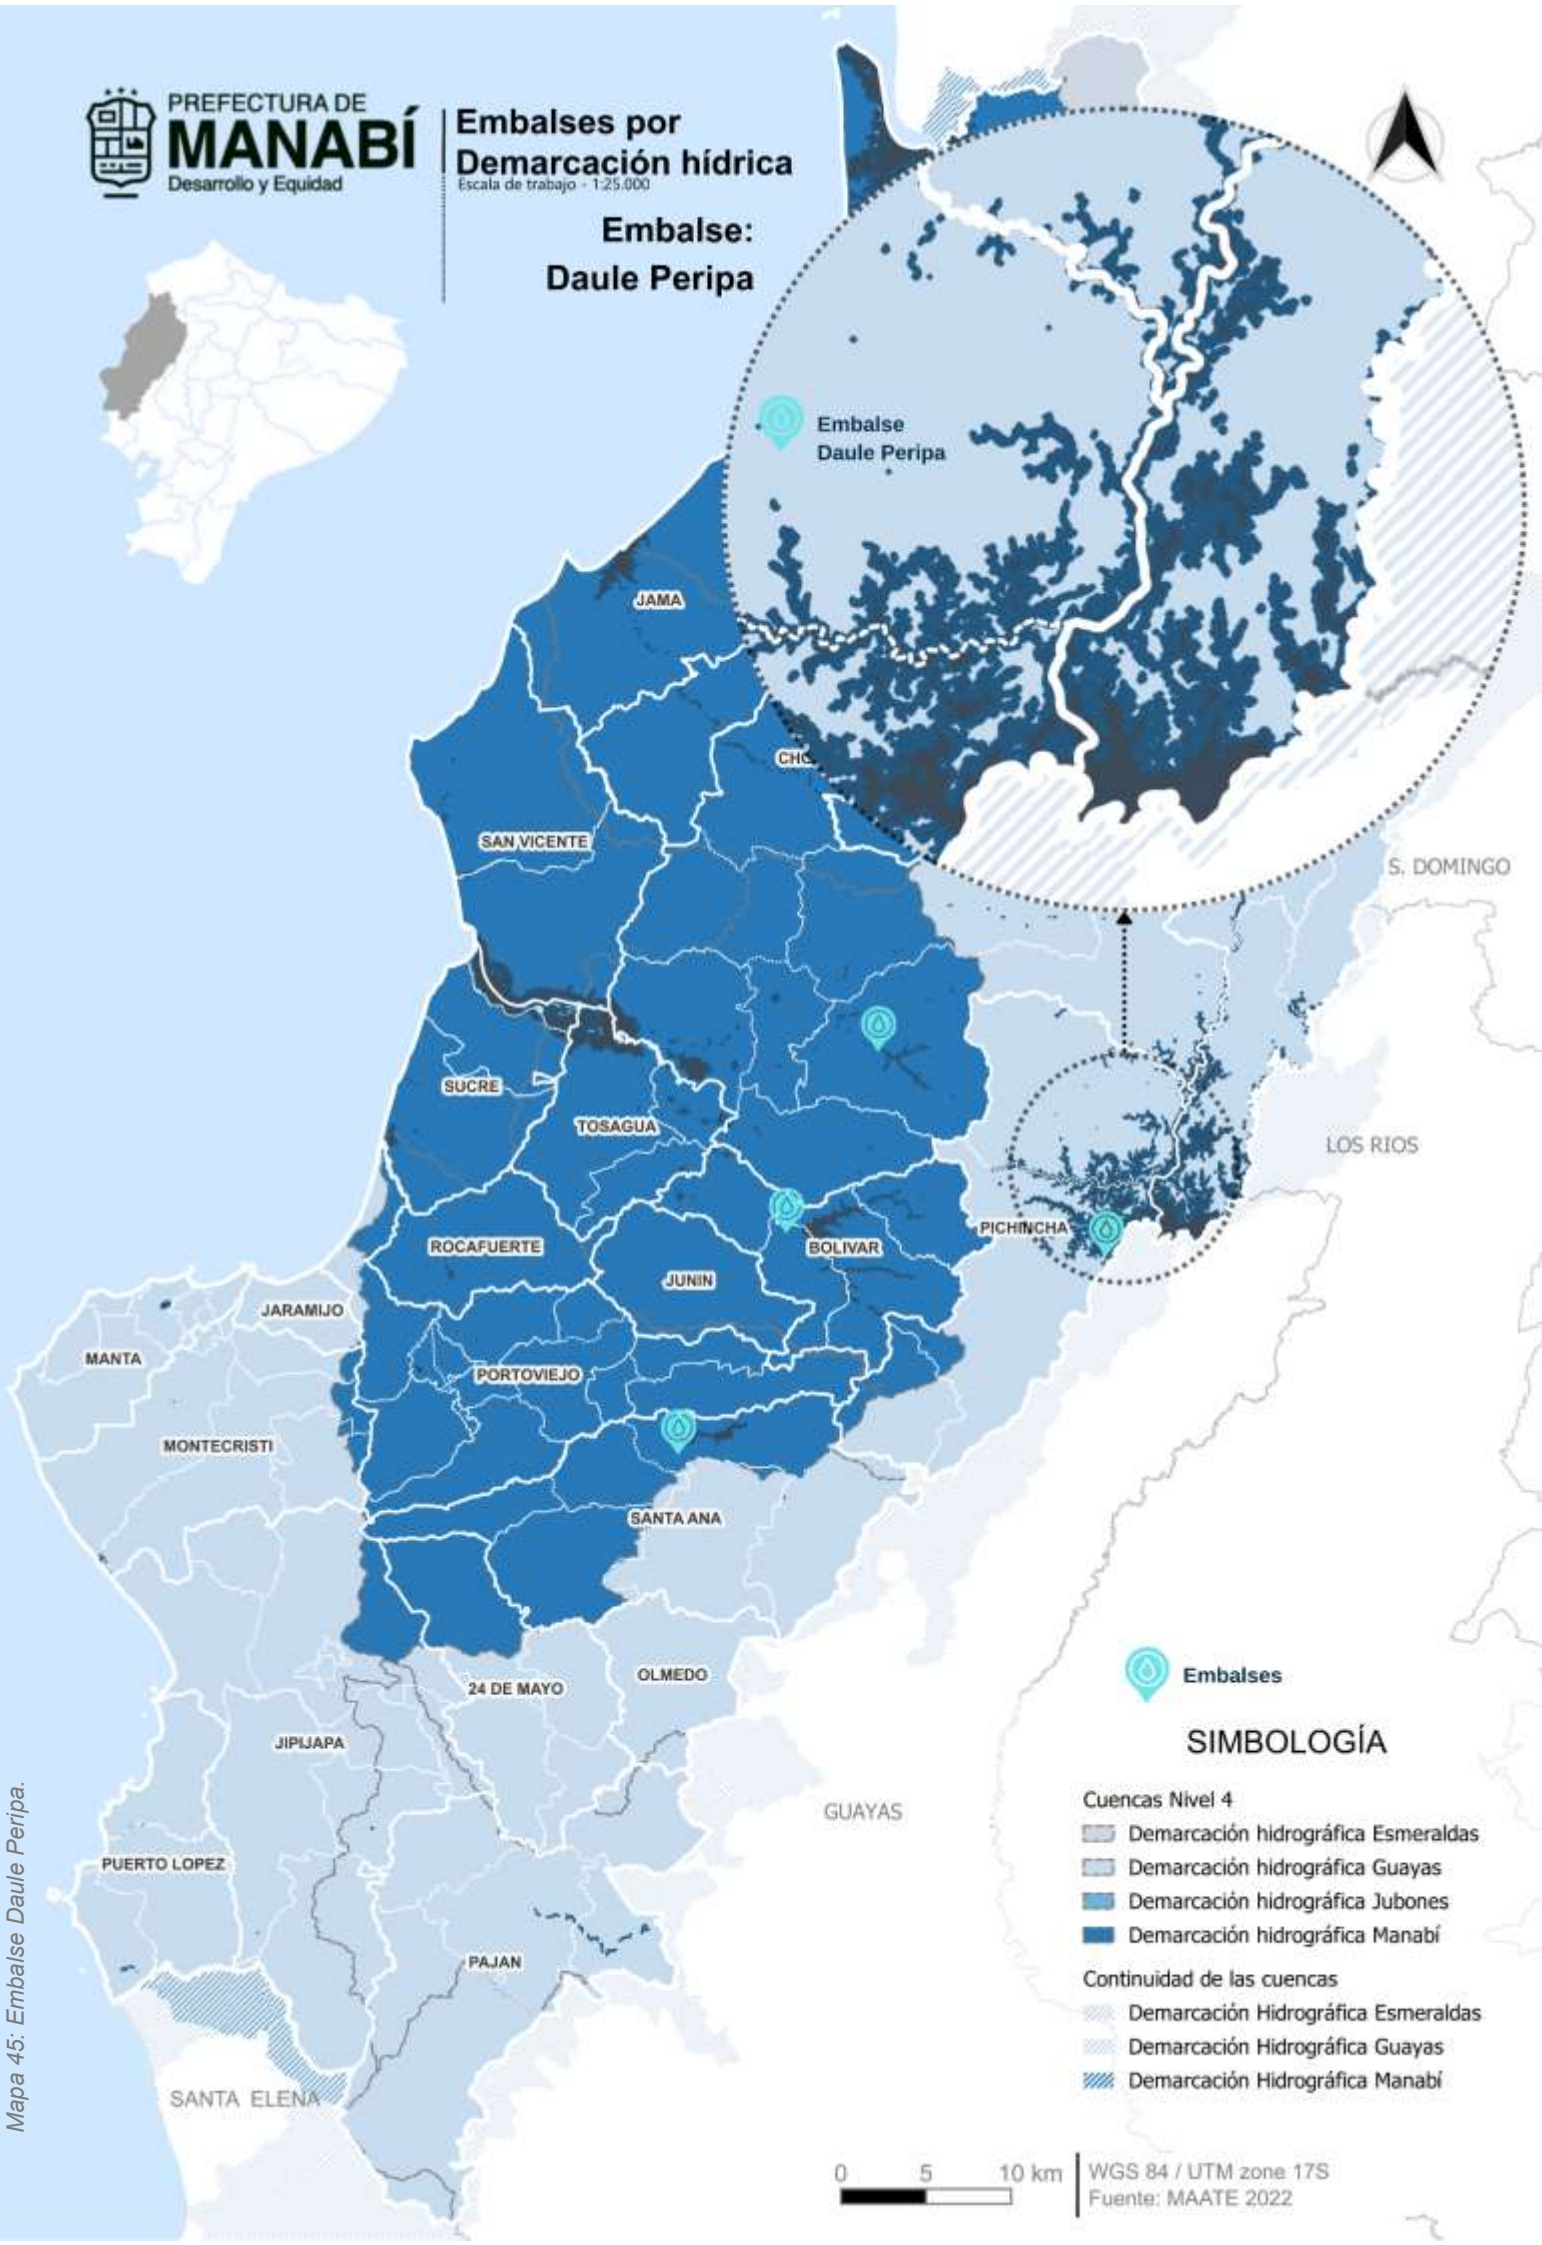 PREFECTURA DE
MANABÍ
Desarrollo y Equidad
Embalses por
Demarcación hídrica
Escala de trabajo - 1:25.000
Embalse:
Daule Peripa
Embalse
Daule Peripa
JAMA
CHO
SAN VICENTE
S. DOMINGO
SUCRE
TOSAGUA
LOS RIOS
PICHINCHA
ROCAFUERTE
BOLIVAR
JUNIN
JARAMIJO
MANTA
PORTOVIEJO
MONTECRISTI
SANTA ANA
OLMEDO
24 DE MAYO
JIPIJAPA
GUAYAS
PUERTO LOPEZ
PAJAN
SANTA ELENA
Embalses
SIMBOLOGÍA
Cuencas Nivel 4
Demarcación hidrográfica Esmeraldas
Demarcación hidrográfica Guayas
Demarcación hidrográfica Jubones
Demarcación hidrográfica Manabí
Continuidad de las cuencas
Demarcación Hidrográfica Esmeraldas
Demarcación Hidrográfica Guayas
Demarcación Hidrográfica Manabí
0 5 10 km
WGS 84 / UTM zone 17S
Fuente: MAATE 2022
Mapa 45: Embalse Daule Peripa.